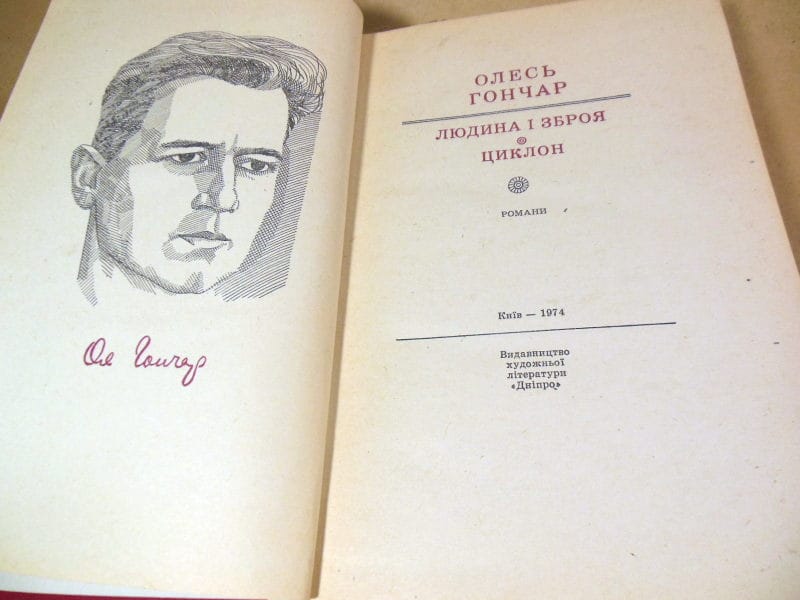 Ол Гончар
ОЛЕСЬ
ГОНЧАР
ЛЮДИНА І ЗБРОЯ
ЦИКЛОН
РОМАНИ
Київ — 1974
Видавництво
художньої
літератури
«Дніпро»